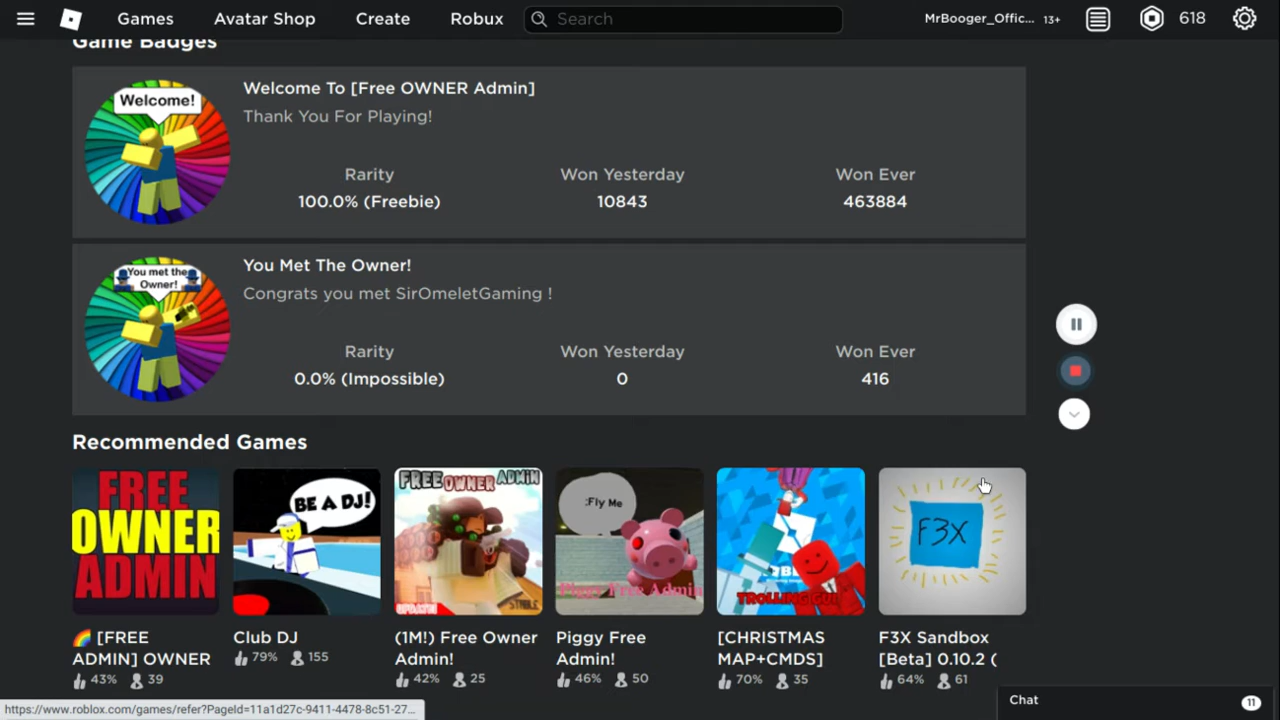 Games Avatar Shop Create Robux Search MrBooger_Offic... 13+ 618
Game Badges
Welcome!
Welcome To [Free OWNER Admin]
Thank You For Playing!
Rarity Won Yesterday Won Ever
100.0% (Freebie) 10843 463884
You met the
Owner!
You Met The Owner!
Congrats you met SirOmeletGaming !
Rarity Won Yesterday Won Ever
0.0% (Impossible) 0 416
Recommended Games
FREE
OWNER
ADMIN
BE A DJ!
FREE OWNER ADMIN
:Fly Me
Piggy Free Admin
TROLLING GUI
F3X
🌈 [FREE
ADMIN] OWNER
43% 39
Club DJ
79% 155
(1M!) Free Owner
Admin!
42% 25
Piggy Free
Admin!
46% 50
[CHRISTMAS
MAP+CMDS]
70% 35
F3X Sandbox
[Beta] 0.10.2 (
64% 61
Chat 11
https://www.roblox.com/games/refer?PageId=11a1d27c-9411-4478-8c51-27...